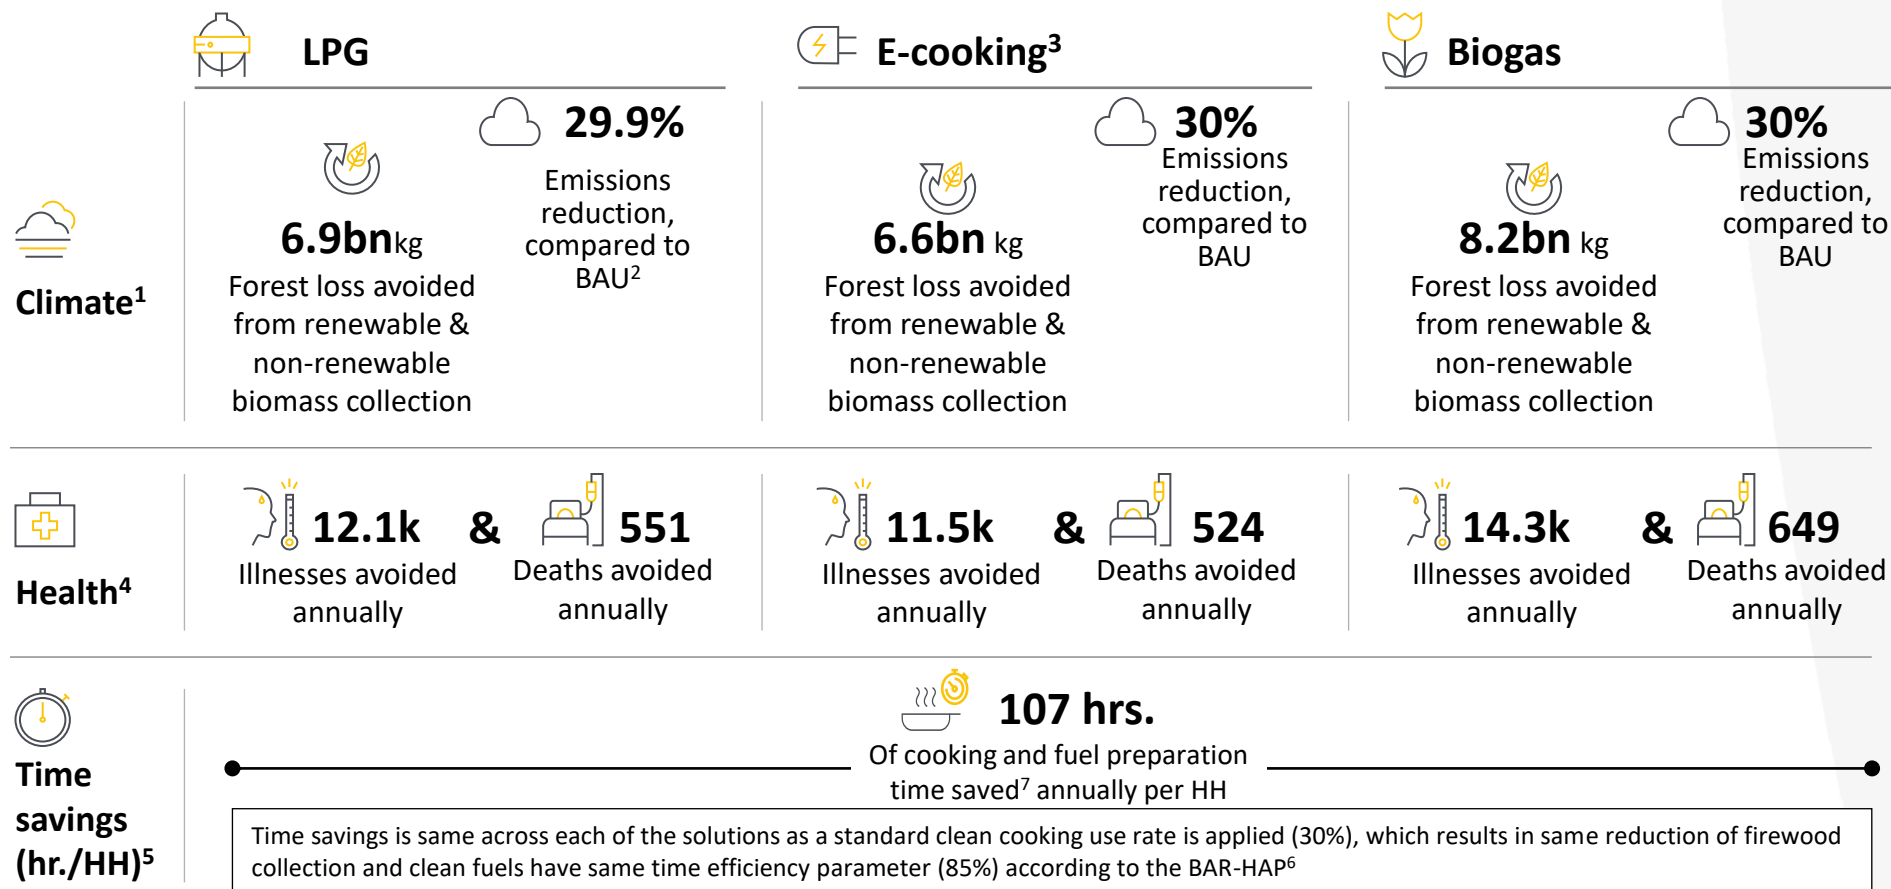 LPG
E-cooking³
Biogas
Climate¹
29.9%
Emissions
reduction,
compared to
BAU²
6.9bnkg
Forest loss avoided
from renewable &
non-renewable
biomass collection
30%
Emissions
reduction,
compared to
BAU
6.6bn kg
Forest loss avoided
from renewable &
non-renewable
biomass collection
30%
Emissions
reduction,
compared to
BAU
8.2bn kg
Forest loss avoided
from renewable &
non-renewable
biomass collection
Health⁴
12.1k & 551
Illnesses avoided
annually
Deaths avoided
annually
11.5k & 524
Illnesses avoided
annually
Deaths avoided
annually
14.3k & 649
Illnesses avoided
annually
Deaths avoided
annually
Time
savings
(hr./HH)⁵
107 hrs.
Of cooking and fuel preparation
time saved⁷ annually per HH
Time savings is same across each of the solutions as a standard clean cooking use rate is applied (30%), which results in same reduction of firewood
collection and clean fuels have same time efficiency parameter (85%) according to the BAR-HAP⁶